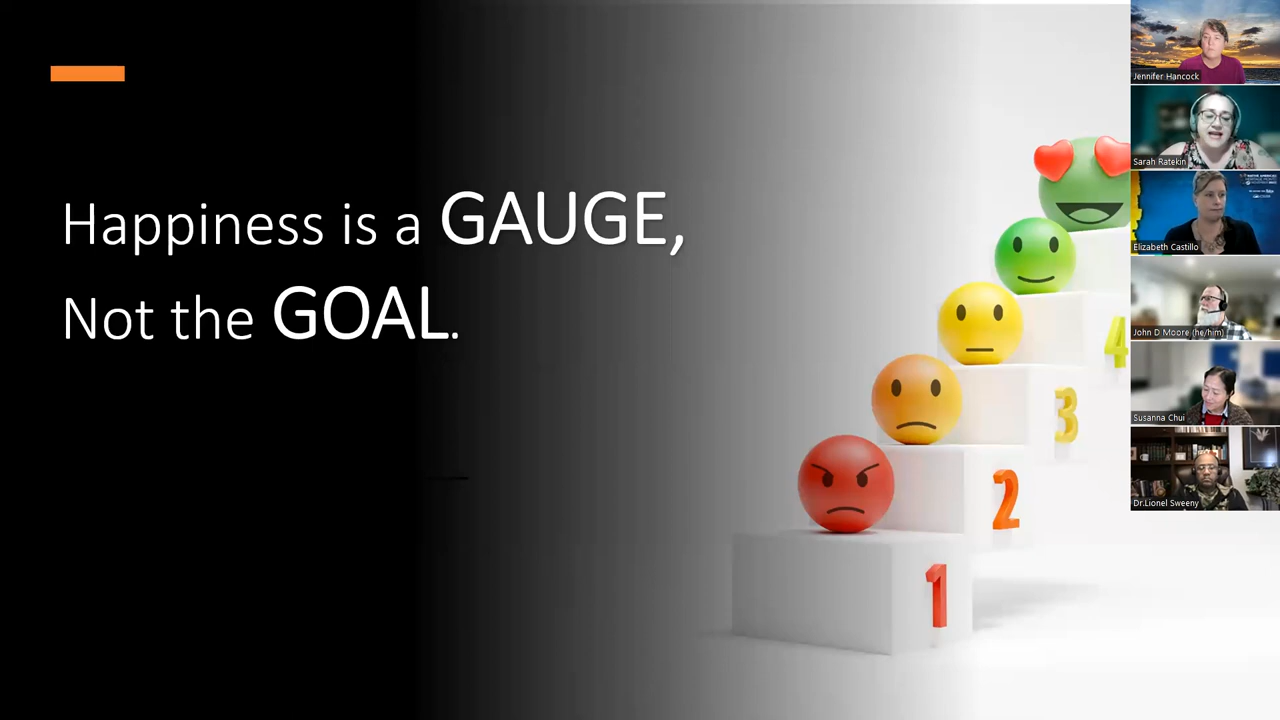 Happiness is a GAUGE,
Not the GOAL.
4
3
2
1
Jennifer Hancock
Sarah Ratekin
Elizabeth Castillo
John D Moore (he/him)
Susanna Chui
Dr.Lionel Sweeny